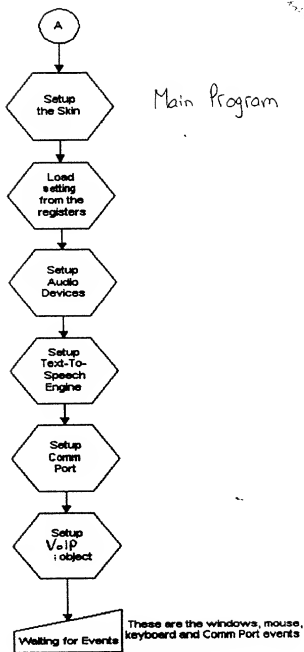 A
Setup
the Skin
Main Program
Load
setting
from the
registers
Setup
Audio
Devices
Setup
Text-To-
Speech
Engine
Setup
Comm
Port
Setup
VoIP
object
Waiting for Events
These are the windows, mouse,
keyboard and Comm Port events